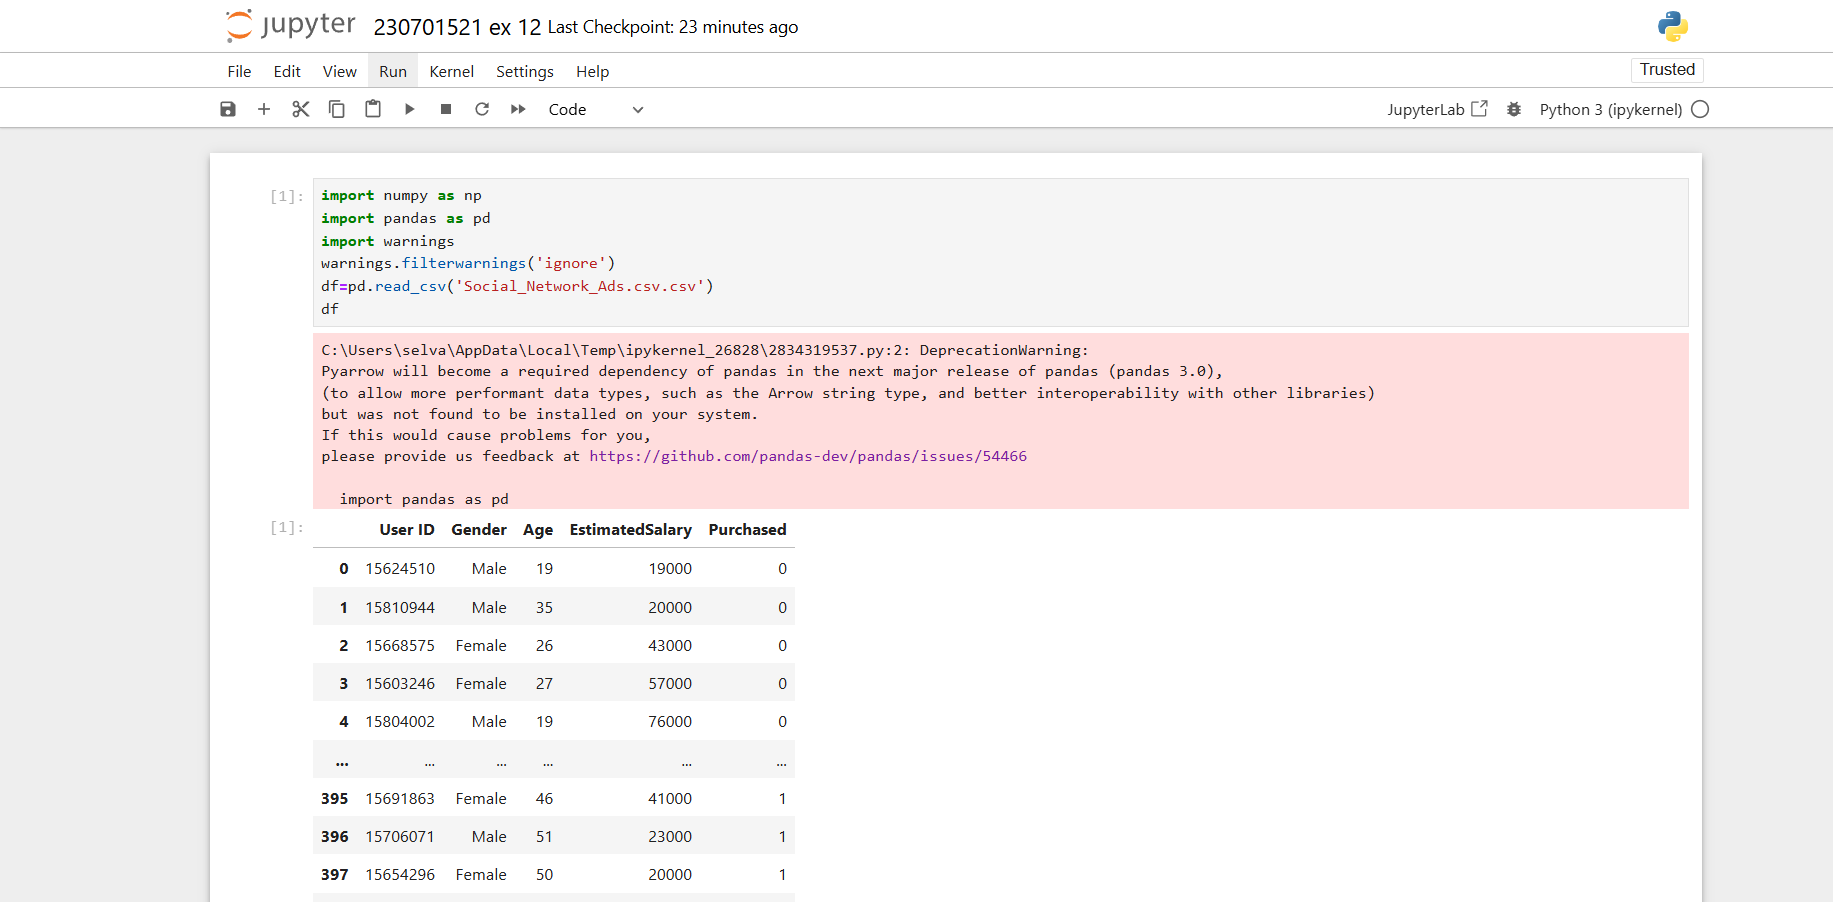 jupyter 230701521 ex 12 Last Checkpoint: 23 minutes ago
File Edit View Run Kernel Settings Help Trusted
Code JupyterLab Python 3 (ipykernel)
[1]: import numpy as np
import pandas as pd
import warnings
warnings.filterwarnings('ignore')
df=pd.read_csv('Social_Network_Ads.csv.csv')
df
C:\Users\selva\AppData\Local\Temp\ipykernel_26828\2834319537.py:2: DeprecationWarning:
Pyarrow will become a required dependency of pandas in the next major release of pandas (pandas 3.0),
(to allow more performant data types, such as the Arrow string type, and better interoperability with other libraries)
but was not found to be installed on your system.
If this would cause problems for you,
please provide us feedback at https://github.com/pandas-dev/pandas/issues/54466
import pandas as pd
[1]: User ID Gender Age EstimatedSalary Purchased
0 15624510 Male 19 19000 0
1 15810944 Male 35 20000 0
2 15668575 Female 26 43000 0
3 15603246 Female 27 57000 0
4 15804002 Male 19 76000 0
... ... ... ... ... ...
395 15691863 Female 46 41000 1
396 15706071 Male 51 23000 1
397 15654296 Female 50 20000 1